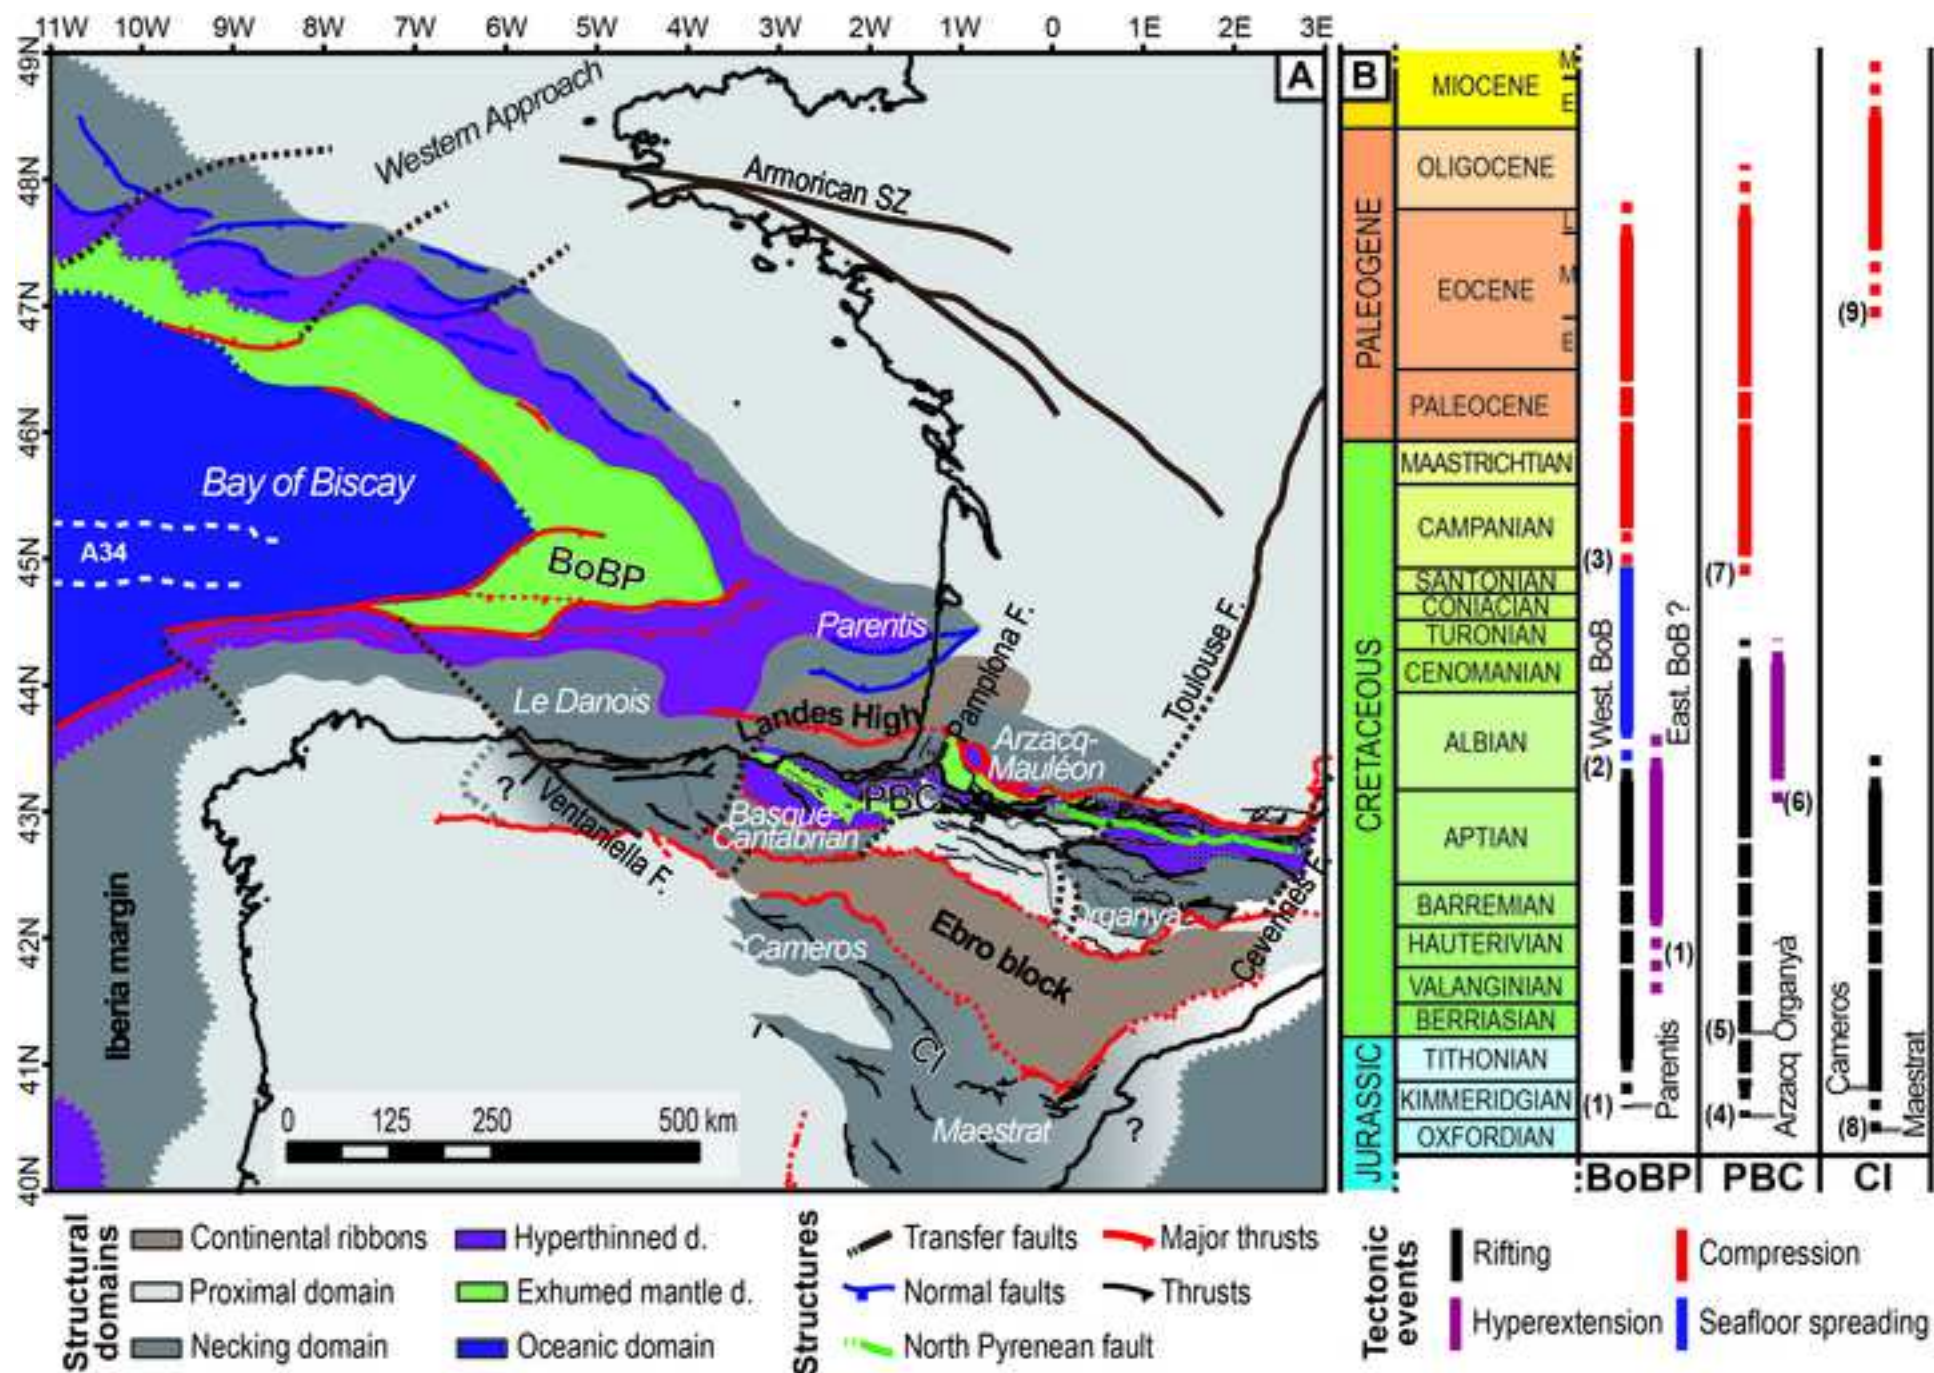 11W 10W 9W 8W 7W 6W 5W 4W 3W 2W 1W 0 1E 2E 3E
49N
48N
47N
46N
45N
44N
43N
42N
41N
40N
A
Western Approach
Armorican SZ
Bay of Biscay
A34
BoBP
Parentis
Pamplona F.
Toulouse F.
Le Danois
Landes High
Arzacq-
Mauléon
?
Ventaniella F.
PBC
Basque-
Cantabrian
Organyà
Cevennes F.
Ebro block
Cameros
Iberia margin
CI
Maestrat
?
0 125 250 500 km
B
MIOCENE
M
E
PALEOGENE
OLIGOCENE
EOCENE
L
M
E
PALEOCENE
CRETACEOUS
MAASTRICHTIAN
CAMPANIAN
SANTONIAN
CONIACIAN
TURONIAN
CENOMANIAN
ALBIAN
APTIAN
BARREMIAN
HAUTERIVIAN
VALANGINIAN
BERRIASIAN
JURASSIC
TITHONIAN
KIMMERIDGIAN
OXFORDIAN
(3)
West. BoB
East. BoB ?
(2)
(1)
(1)
Parentis
(7)
(6)
(5)
Organyà
(4)
Arzacq
(9)
Cameros
(8)
Maestrat
BoBP PBC CI
Structural
domains
Continental ribbons
Proximal domain
Necking domain
Hyperthinned d.
Exhumed mantle d.
Oceanic domain
Structures
Transfer faults
Normal faults
North Pyrenean fault
Major thrusts
Thrusts
Tectonic
events
Rifting
Hyperextension
Compression
Seafloor spreading